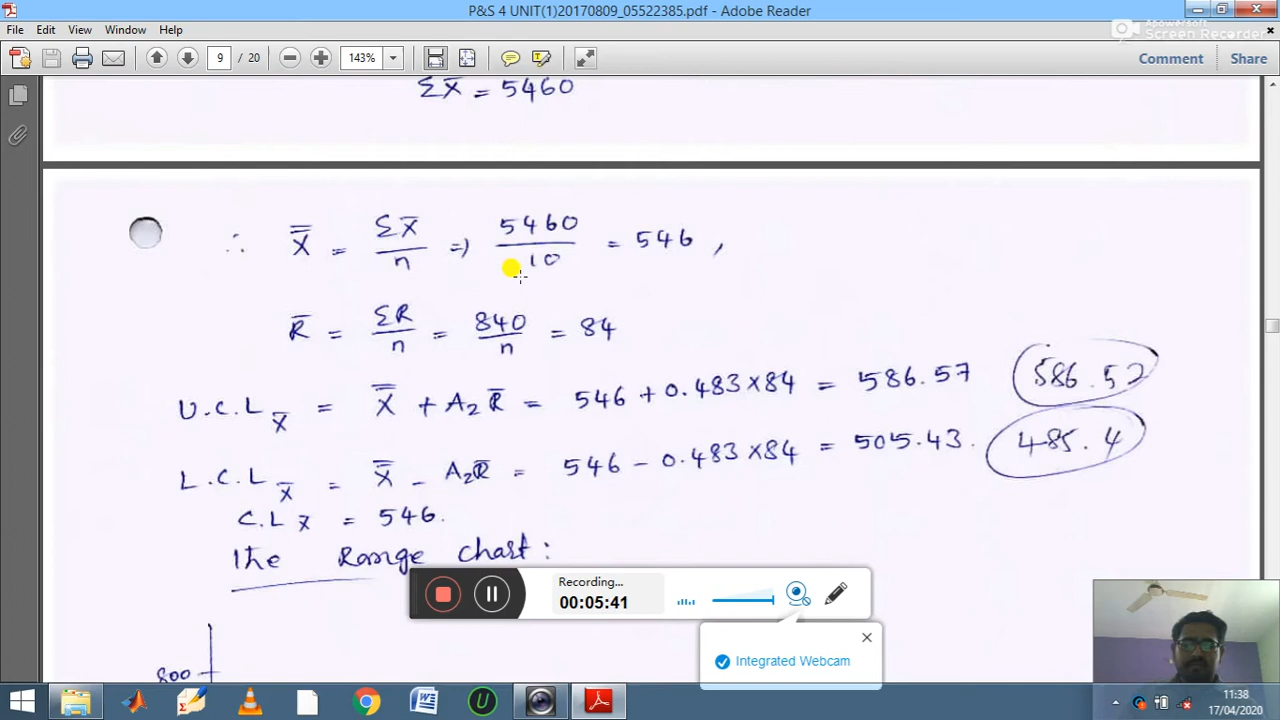 P&S 4 UNIT(1)20170809_05522385.pdf - Adobe Reader
File Edit View Window Help
Apowersoft
Screen Recorder
9 / 20 143% Comment Share
ΣX̄ = 5460
∴ X̿ = ΣX̄/n ⇒ 5460/10 = 546 ,
R̄ = ΣR/n = 840/n = 84
U.C.L X̄ = X̿ + A₂R̄ = 546 + 0.483×84 = 586.57 586.52
L.C.L X̄ = X̿ - A₂R̄ = 546 - 0.483×84 = 505.43. 485.4
C.L X̄ = 546.
The Range chart:
Recording...
00:05:41
Integrated Webcam
800
11:38
17/04/2020